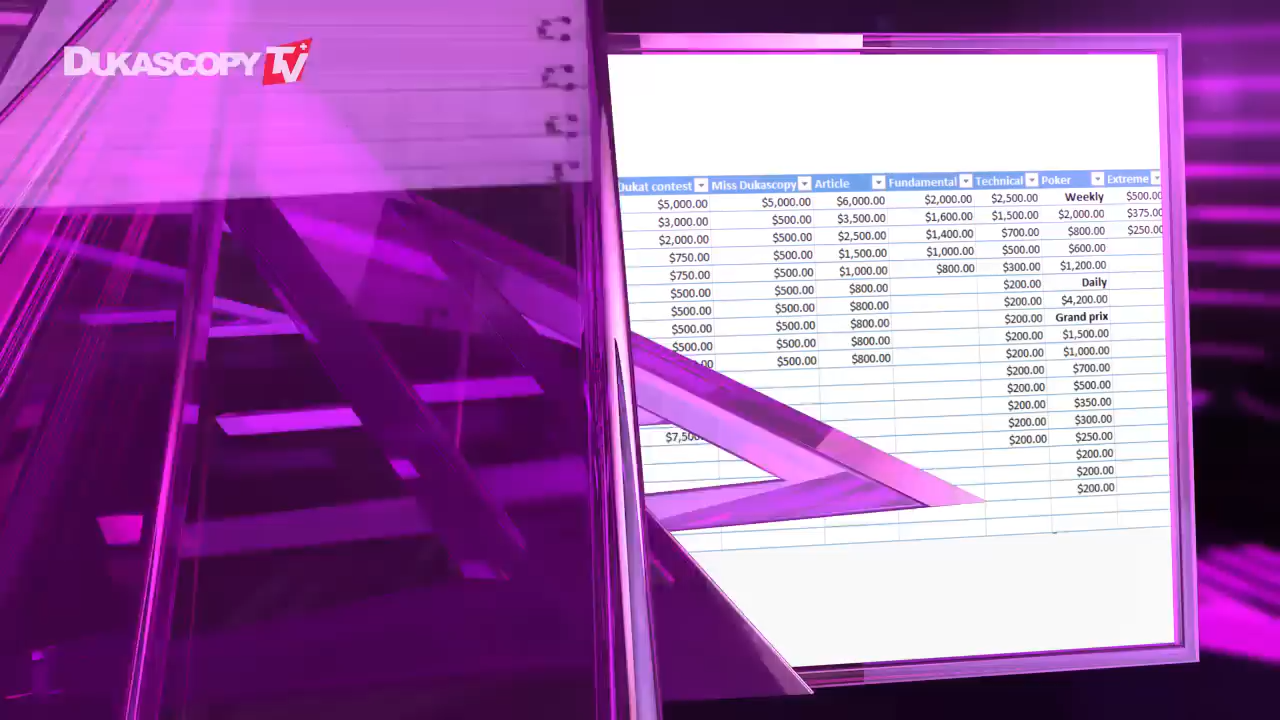 DUKASCOPY TV
Dukat contest Miss Dukascopy Article Fundamental Technical Poker Extreme
$5,000.00 $5,000.00 $6,000.00 $2,000.00 $2,500.00 Weekly $500.00
$3,000.00 $500.00 $3,500.00 $1,600.00 $1,500.00 $2,000.00 $375.00
$2,000.00 $500.00 $2,500.00 $1,400.00 $700.00 $800.00 $250.00
$750.00 $500.00 $1,500.00 $1,000.00 $500.00 $600.00
$750.00 $500.00 $1,000.00 $800.00 $300.00 $1,200.00
$500.00 $500.00 $800.00 $200.00 Daily
$500.00 $500.00 $800.00 $200.00 $4,200.00
$500.00 $500.00 $800.00 $200.00 Grand prix
$500.00 $500.00 $800.00 $200.00 $1,500.00
$500.00 $800.00 $200.00 $1,000.00
$200.00 $700.00
$200.00 $500.00
$200.00 $350.00
$200.00 $300.00
$200.00 $250.00
$200.00
$200.00
$200.00